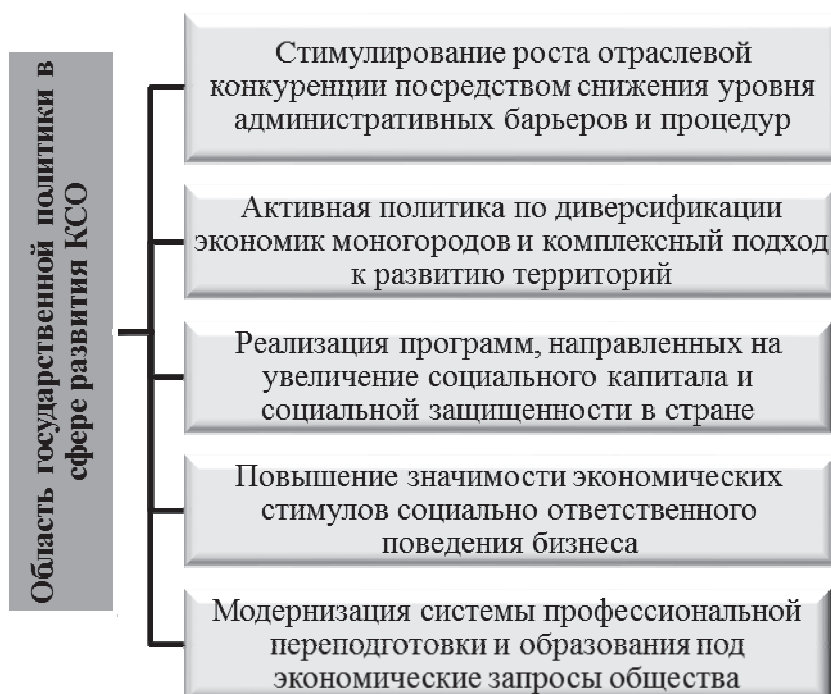 Область государственной политики в
сфере развития КСО
Стимулирование роста отраслевой
конкуренции посредством снижения уровня
административных барьеров и процедур
Активная политика по диверсификации
экономик моногородов и комплексный подход
к развитию территорий
Реализация программ, направленных на
увеличение социального капитала и
социальной защищенности в стране
Повышение значимости экономических
стимулов социально ответственного
поведения бизнеса
Модернизация системы профессиональной
переподготовки и образования под
экономические запросы общества